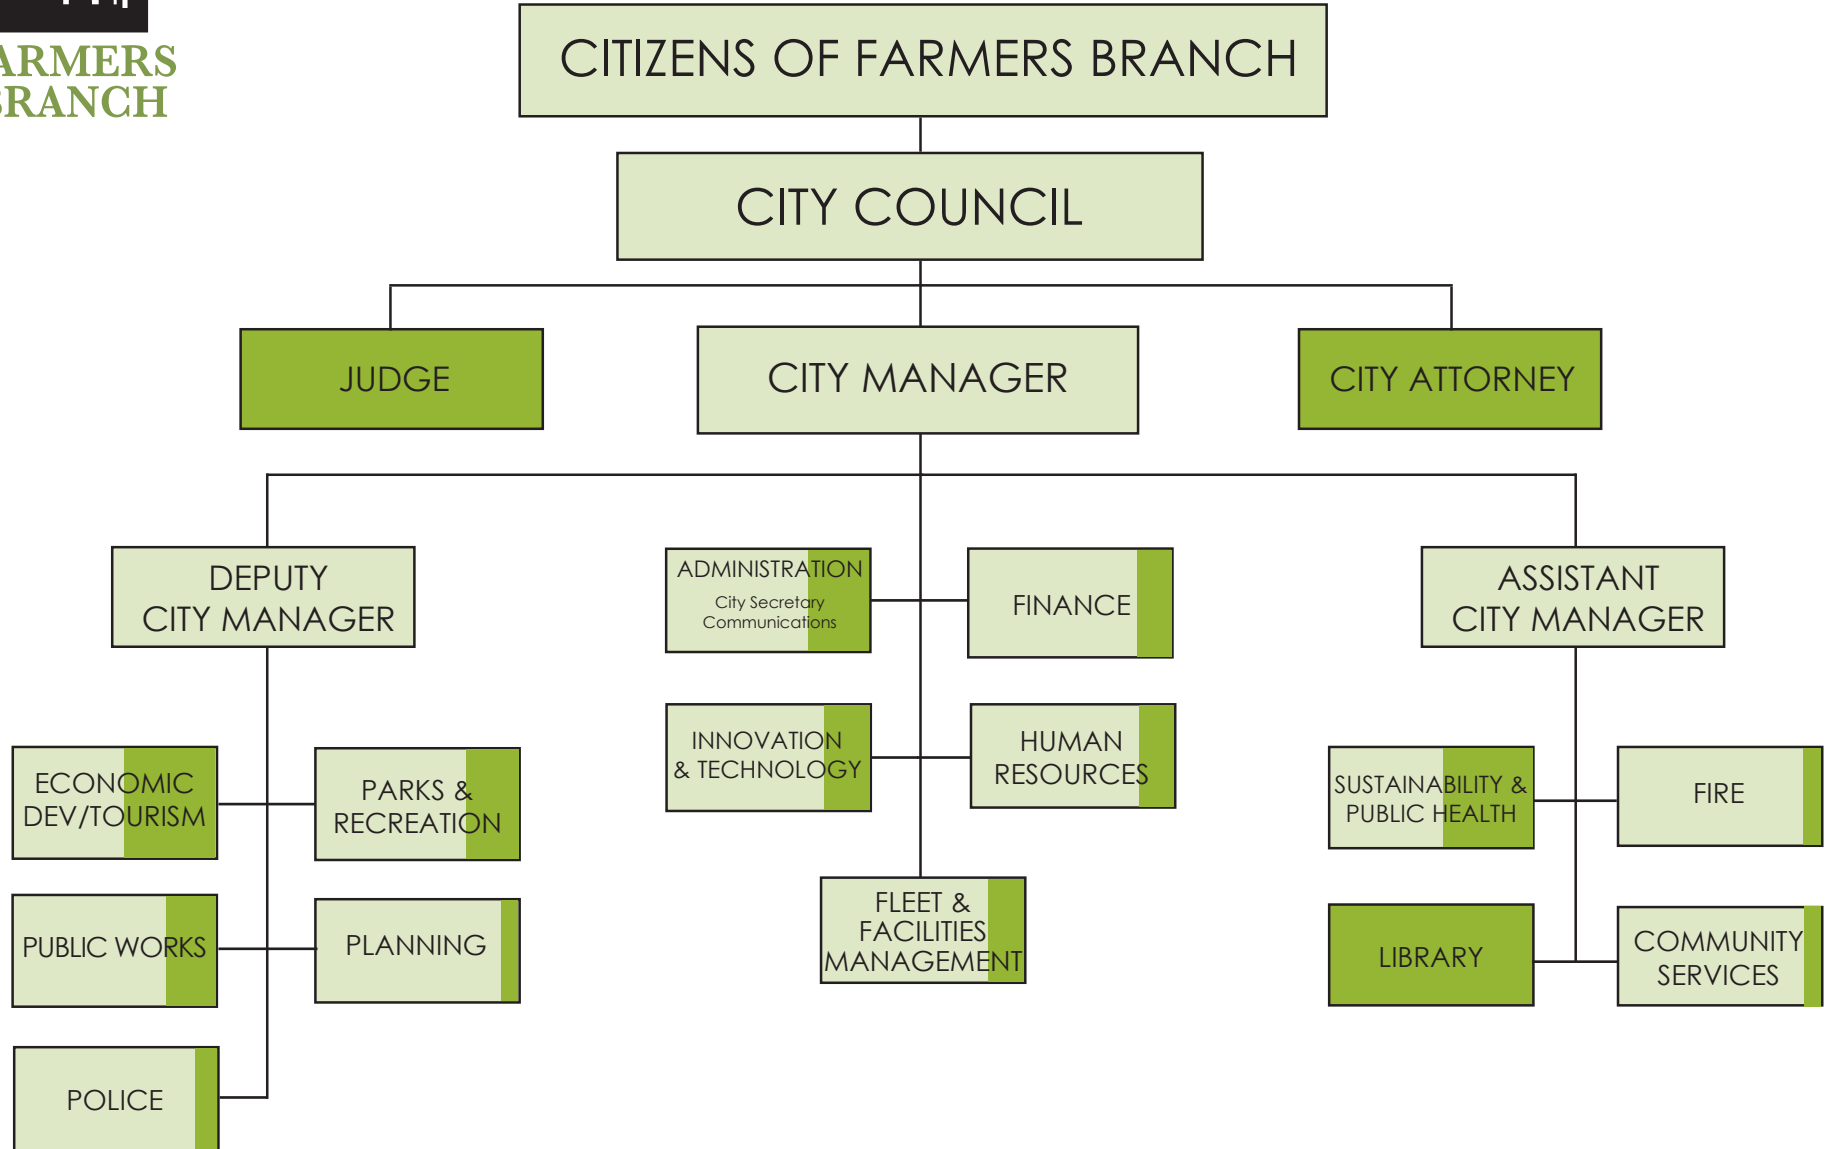 CITIZENS OF FARMERS BRANCH
CITY COUNCIL
JUDGE
CITY MANAGER
CITY ATTORNEY
DEPUTY
CITY MANAGER
ADMINISTRATION
City Secretary
Communications
FINANCE
ASSISTANT
CITY MANAGER
INNOVATION
& TECHNOLOGY
HUMAN
RESOURCES
ECONOMIC
DEV/TOURISM
PARKS &
RECREATION
SUSTAINABILITY &
PUBLIC HEALTH
FIRE
FLEET &
FACILITIES
MANAGEMENT
PUBLIC WORKS
PLANNING
LIBRARY
COMMUNITY
SERVICES
POLICE